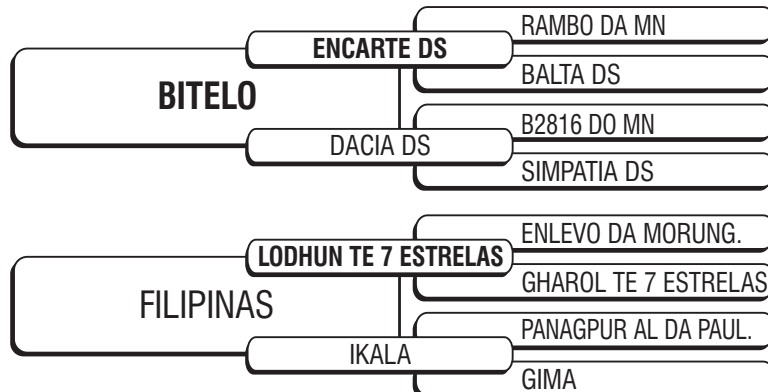 RAMBO DA MN
ENCARTE DS
BALTA DS
BITELO
B2816 DO MN
DACIA DS
SIMPATIA DS
ENLEVO DA MORUNG.
LODHUN TE 7 ESTRELAS
GHAROL TE 7 ESTRELAS
FILIPINAS
PANAGPUR AL DA PAUL.
IKALA
GIMA